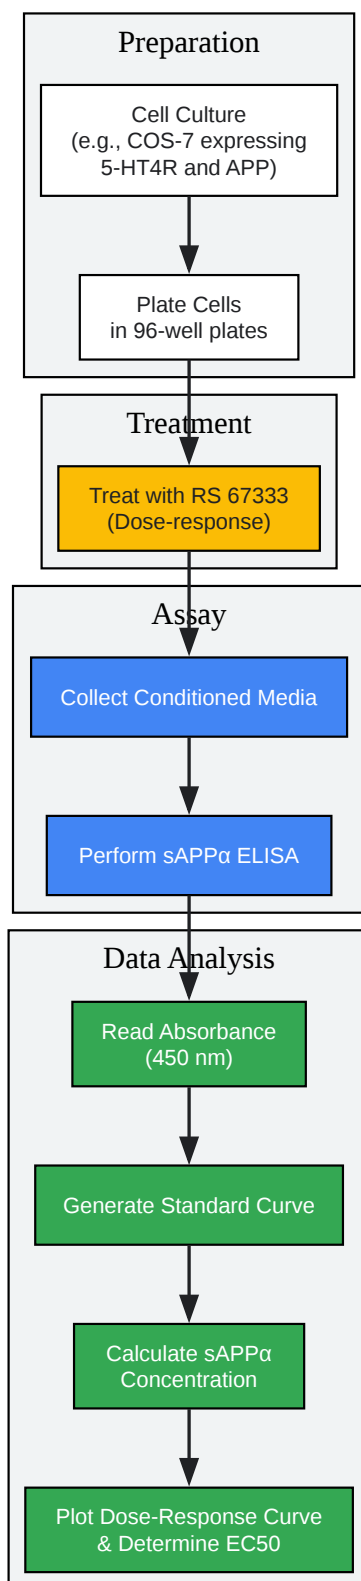 Preparation
Cell Culture
(e.g., COS-7 expressing
5-HT4R and APP)
Plate Cells
in 96-well plates
Treatment
Treat with RS 67333
(Dose-response)
Assay
Collect Conditioned Media
Perform sAPPα ELISA
Data Analysis
Read Absorbance
(450 nm)
Generate Standard Curve
Calculate sAPPα
Concentration
Plot Dose-Response Curve
& Determine EC50